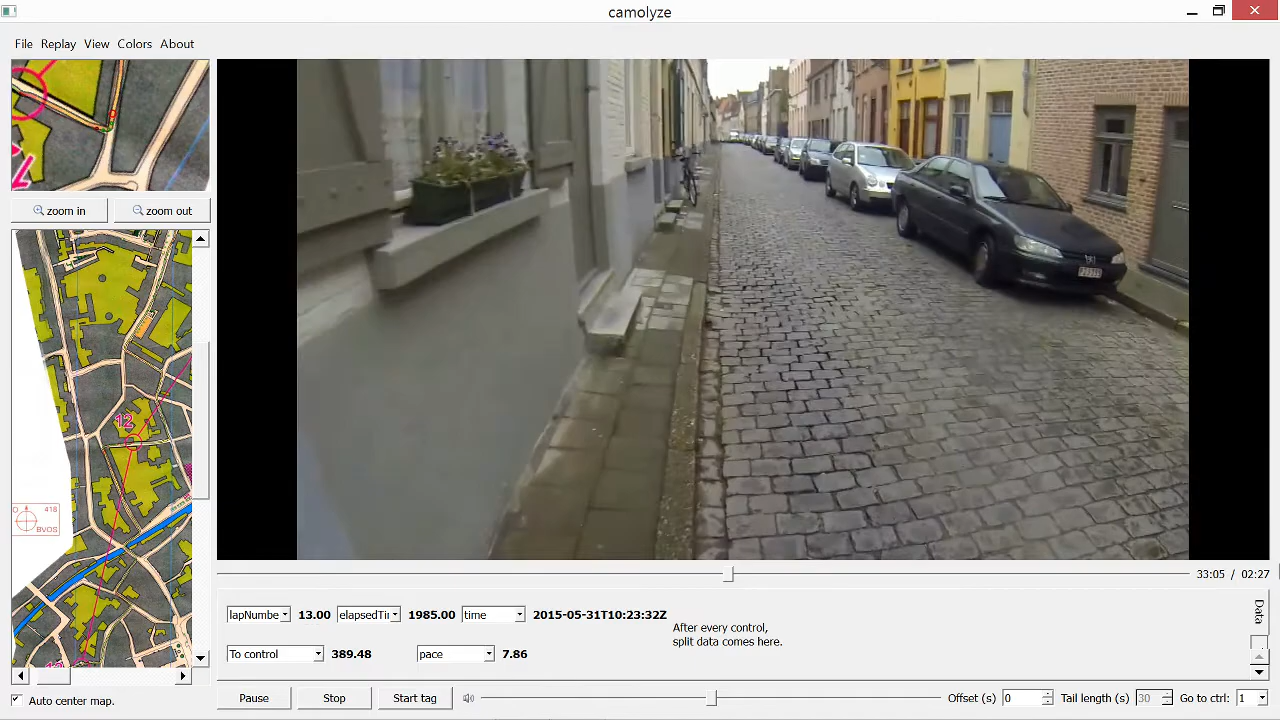 camolyze
File Replay View Colors About
zoom in zoom out
12
418
BVOS
33:05 / 02:27
lapNumbe 13.00 elapsedTii 1985.00 time 2015-05-31T10:23:32Z
After every control,
split data comes here.
Data
To control 389.48 pace 7.86
Auto center map.
Pause Stop Start tag Offset (s) 0 Tail length (s) 30 Go to ctrl: 1